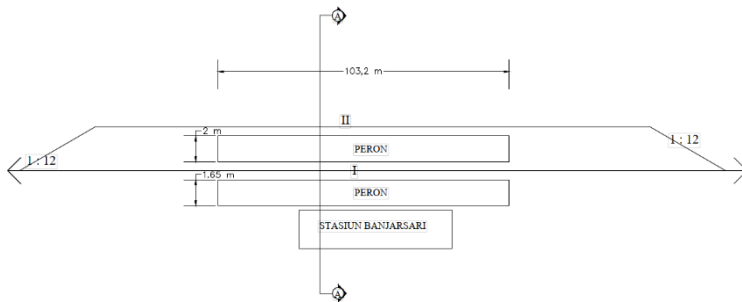 A
103,2 m
II
2 m
PERON
1 : 12
1 : 12
I
1.65 m
PERON
STASIUN BANJARSARI
A